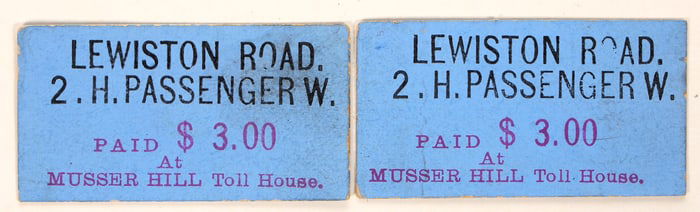 LEWISTON ROAD.
2. H. PASSENGER W.
PAID $ 3.00
At
MUSSER HILL Toll House.
LEWISTON ROAD.
2. H. PASSENGER W.
PAID $ 3.00
At
MUSSER HILL Toll House.